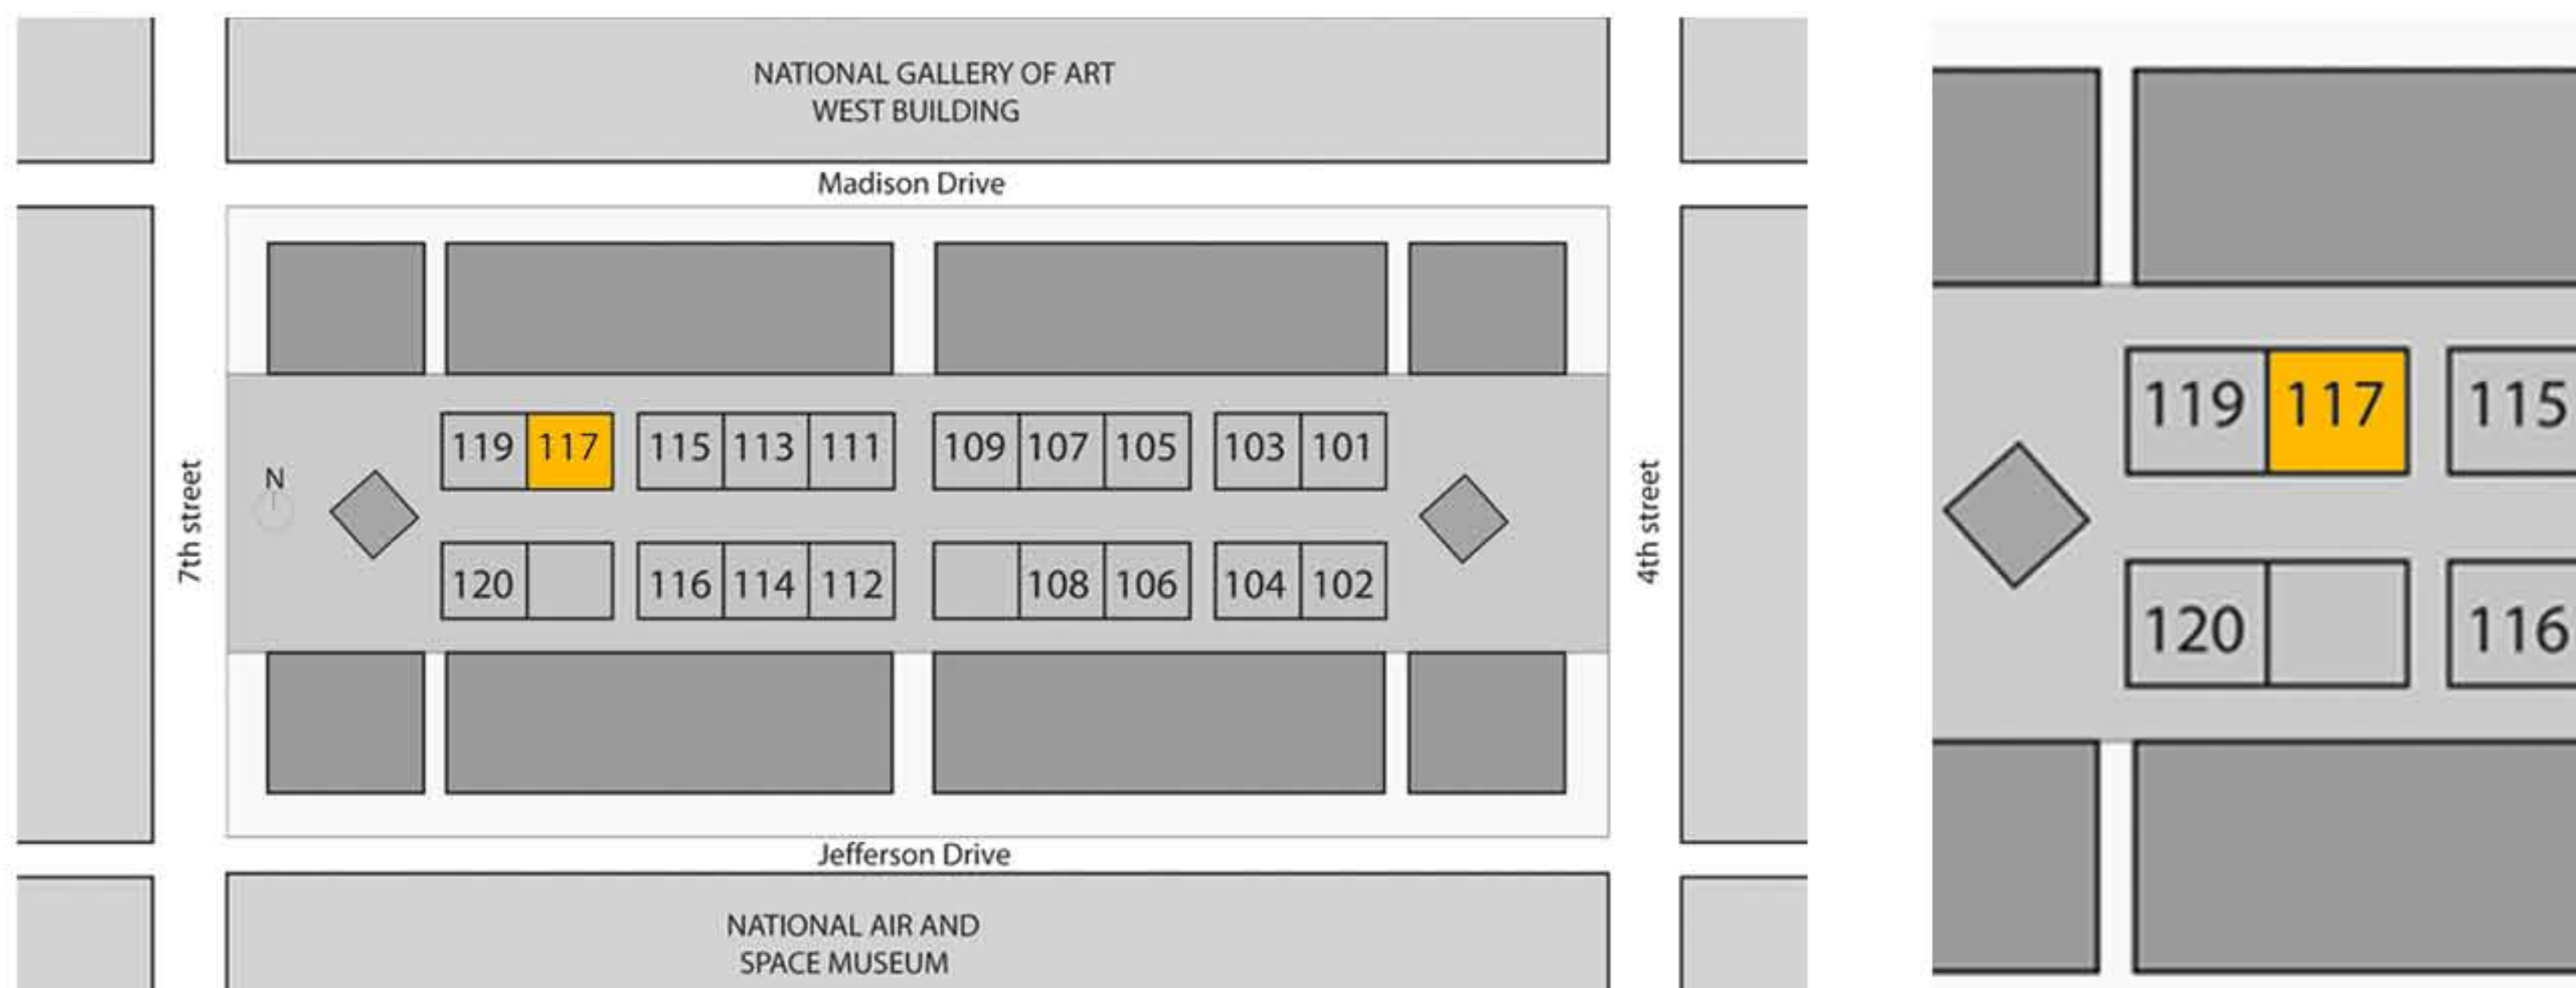 NATIONAL GALLERY OF ART
WEST BUILDING
Madison Drive
119 117 115 113 111 109 107 105 103 101
N
7th street
4th street
120 116 114 112 108 106 104 102
Jefferson Drive
NATIONAL AIR AND
SPACE MUSEUM
119 117 115
120 116